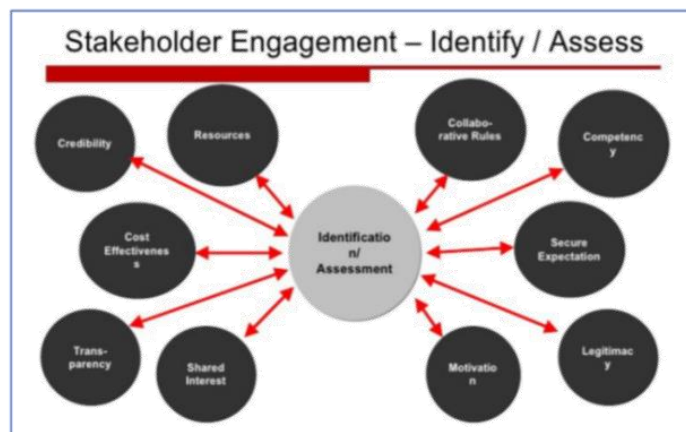 Stakeholder Engagement – Identify / Assess
Credibility
Resources
Collabo-
rative Rules
Competenc
y
Cost
Effectivenes
s
Identificatio
n/
Assessment
Secure
Expectation
Trans-
parency
Shared
Interest
Motivatio
n
Legitimac
y